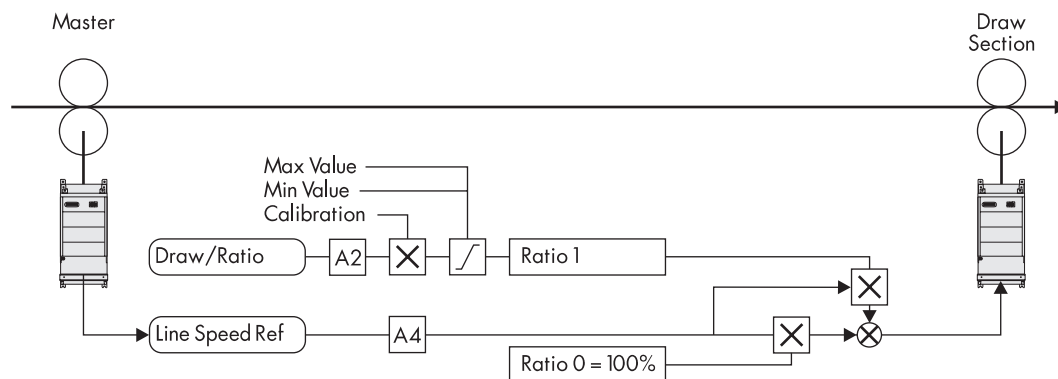 Master
Draw
Section
Max Value
Min Value
Calibration
Draw/Ratio
A2
Ratio 1
Line Speed Ref
A4
Ratio 0 = 100%